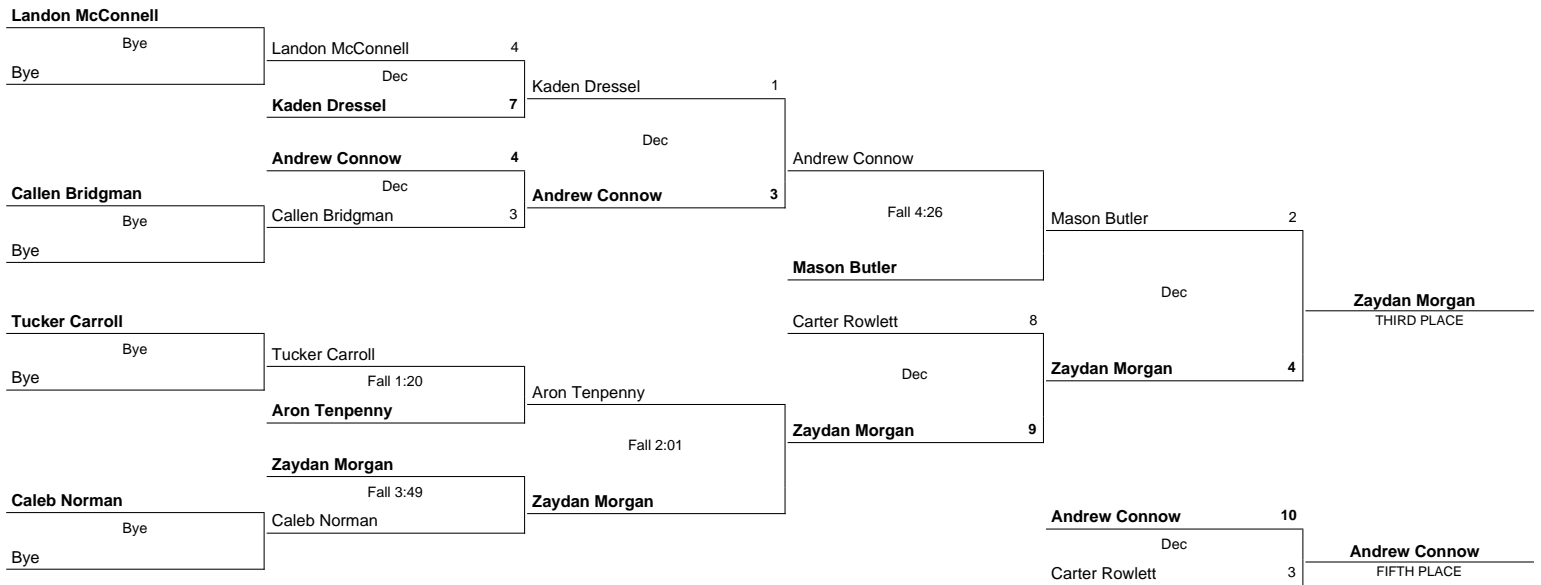 Landon McConnell
Bye
Bye
Landon McConnell 4
Dec
Kaden Dressel 7
Kaden Dressel 1
Dec
Andrew Connow 3
Andrew Connow 4
Dec
Callen Bridgman 3
Callen Bridgman
Bye
Bye
Andrew Connow
Fall 4:26
Mason Butler
Mason Butler 2
Dec
Zaydan Morgan 4
Zaydan Morgan
THIRD PLACE
Tucker Carroll
Bye
Bye
Tucker Carroll
Fall 1:20
Aron Tenpenny
Aron Tenpenny
Fall 2:01
Zaydan Morgan
Zaydan Morgan
Fall 3:49
Caleb Norman
Caleb Norman
Bye
Bye
Carter Rowlett 8
Dec
Zaydan Morgan 9
Andrew Connow 10
Dec
Carter Rowlett 3
Andrew Connow
FIFTH PLACE